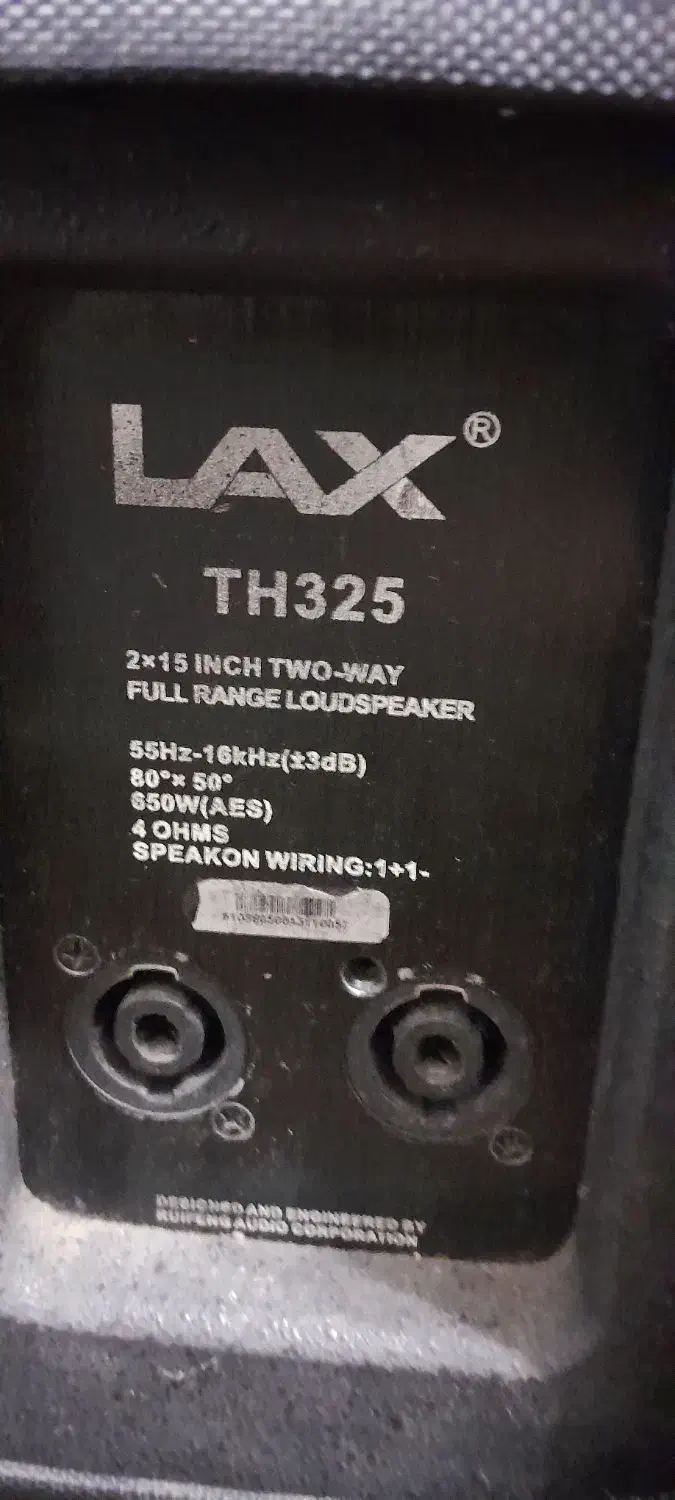 LAX®
TH325
2×15 INCH TWO-WAY
FULL RANGE LOUDSPEAKER
55Hz-16kHz(±3dB)
80°× 50°
650W(AES)
4 OHMS
SPEAKON WIRING:1+1-
DESIGNED AND ENGINEERED BY
RUIFENG AUDIO CORPORATION